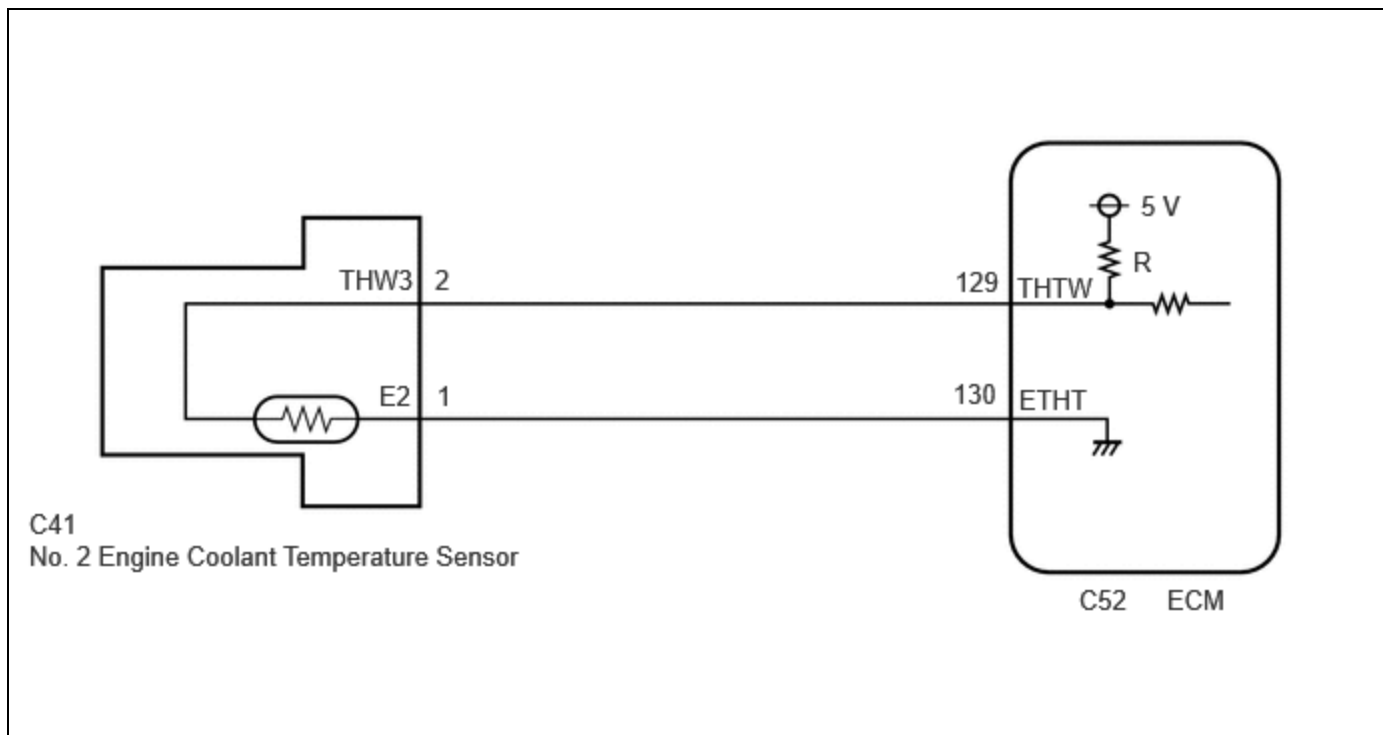 5 V
R
THW3 2
129 THTW
E2 1
130 ETHT
C41
No. 2 Engine Coolant Temperature Sensor
C52 ECM